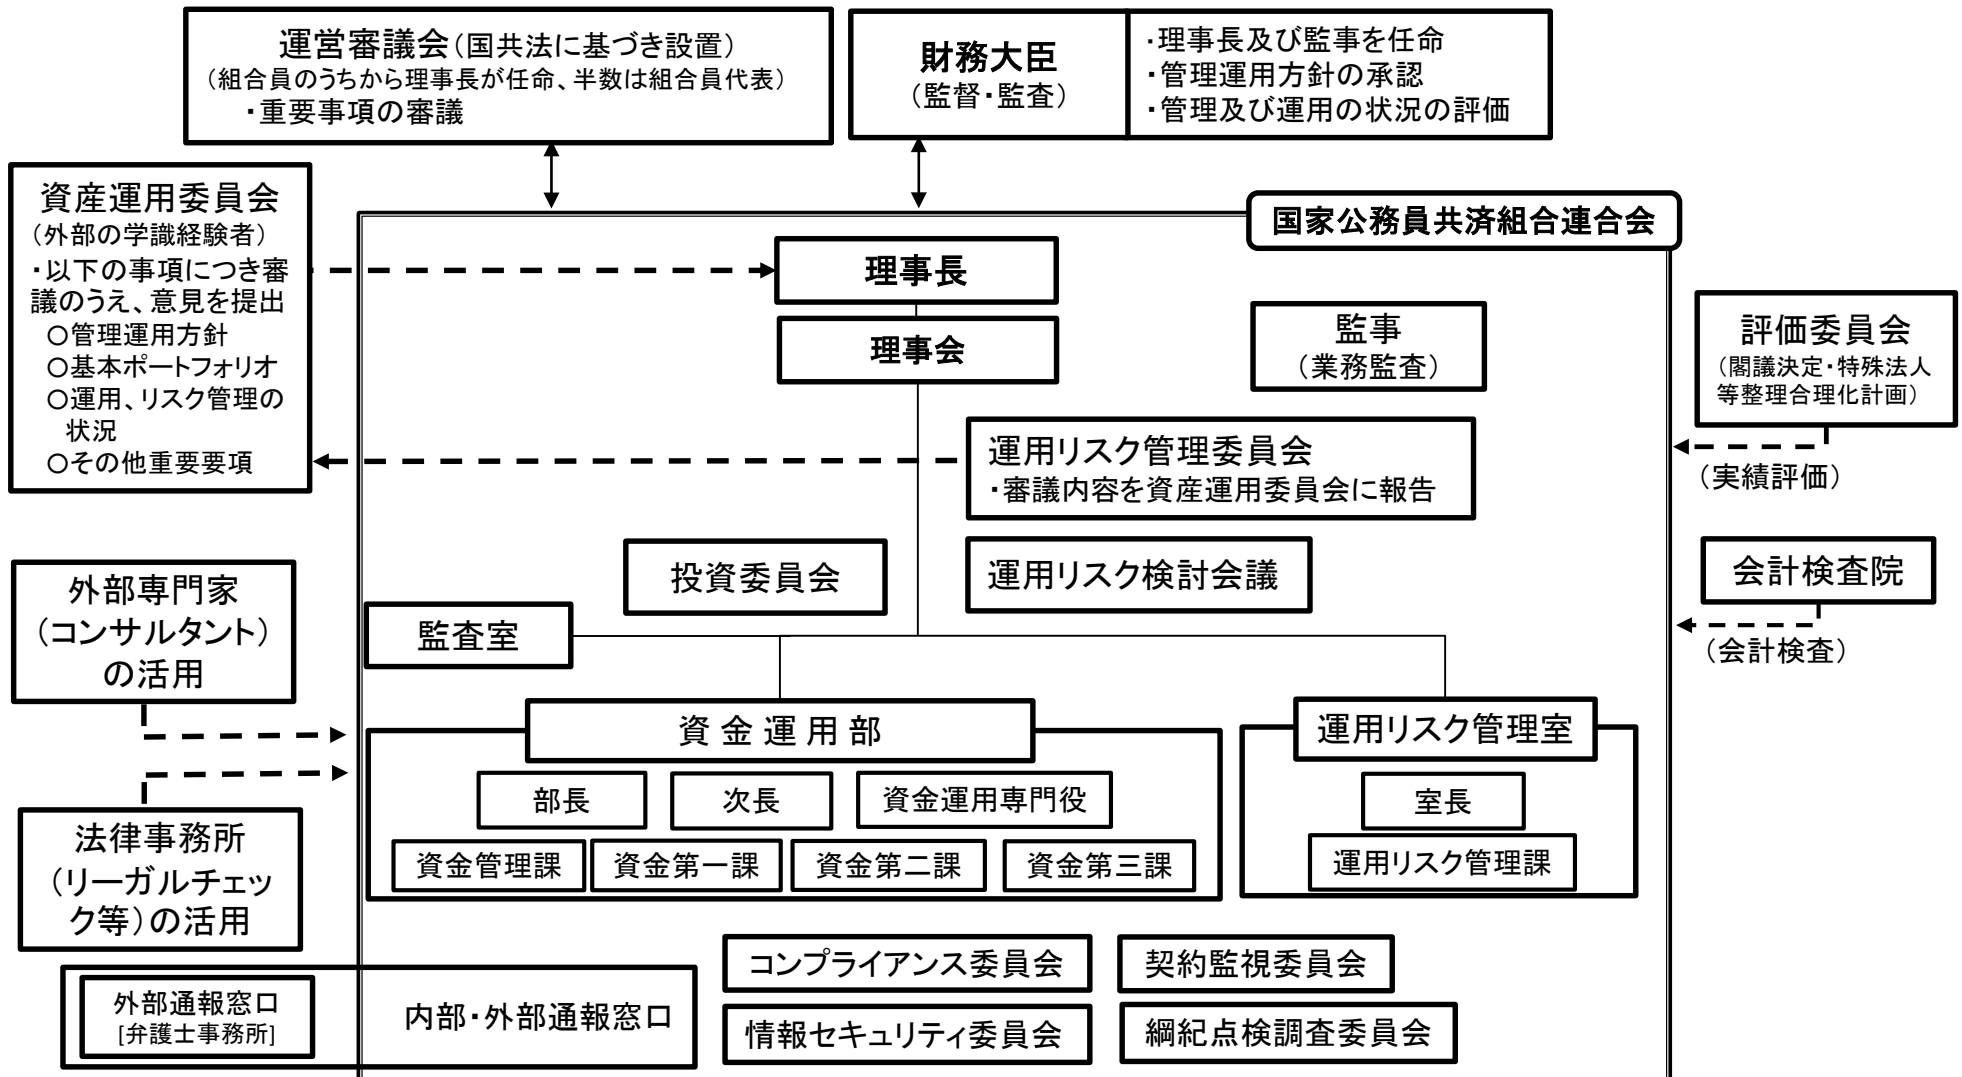 運営審議会（国共法に基づき設置）
（組合員のうちから理事長が任命、半数は組合員代表）
・重要事項の審議
財務大臣
（監督・監査）
・理事長及び監事を任命
・管理運用方針の承認
・管理及び運用の状況の評価
資産運用委員会
（外部の学識経験者）
・以下の事項につき審
議のうえ、意見を提出
○管理運用方針
○基本ポートフォリオ
○運用、リスク管理の
状況
○その他重要要項
国家公務員共済組合連合会
理事長
理事会
監事
（業務監査）
評価委員会
（閣議決定・特殊法人
等整理合理化計画）
（実績評価）
運用リスク管理委員会
・審議内容を資産運用委員会に報告
投資委員会
運用リスク検討会議
会計検査院
（会計検査）
外部専門家
（コンサルタント）
の活用
監査室
資金運用部
部長
次長
資金運用専門役
資金管理課
資金第一課
資金第二課
資金第三課
運用リスク管理室
室長
運用リスク管理課
法律事務所
（リーガルチェッ
ク等）の活用
外部通報窓口
[弁護士事務所]
内部・外部通報窓口
コンプライアンス委員会
契約監視委員会
情報セキュリティ委員会
綱紀点検調査委員会